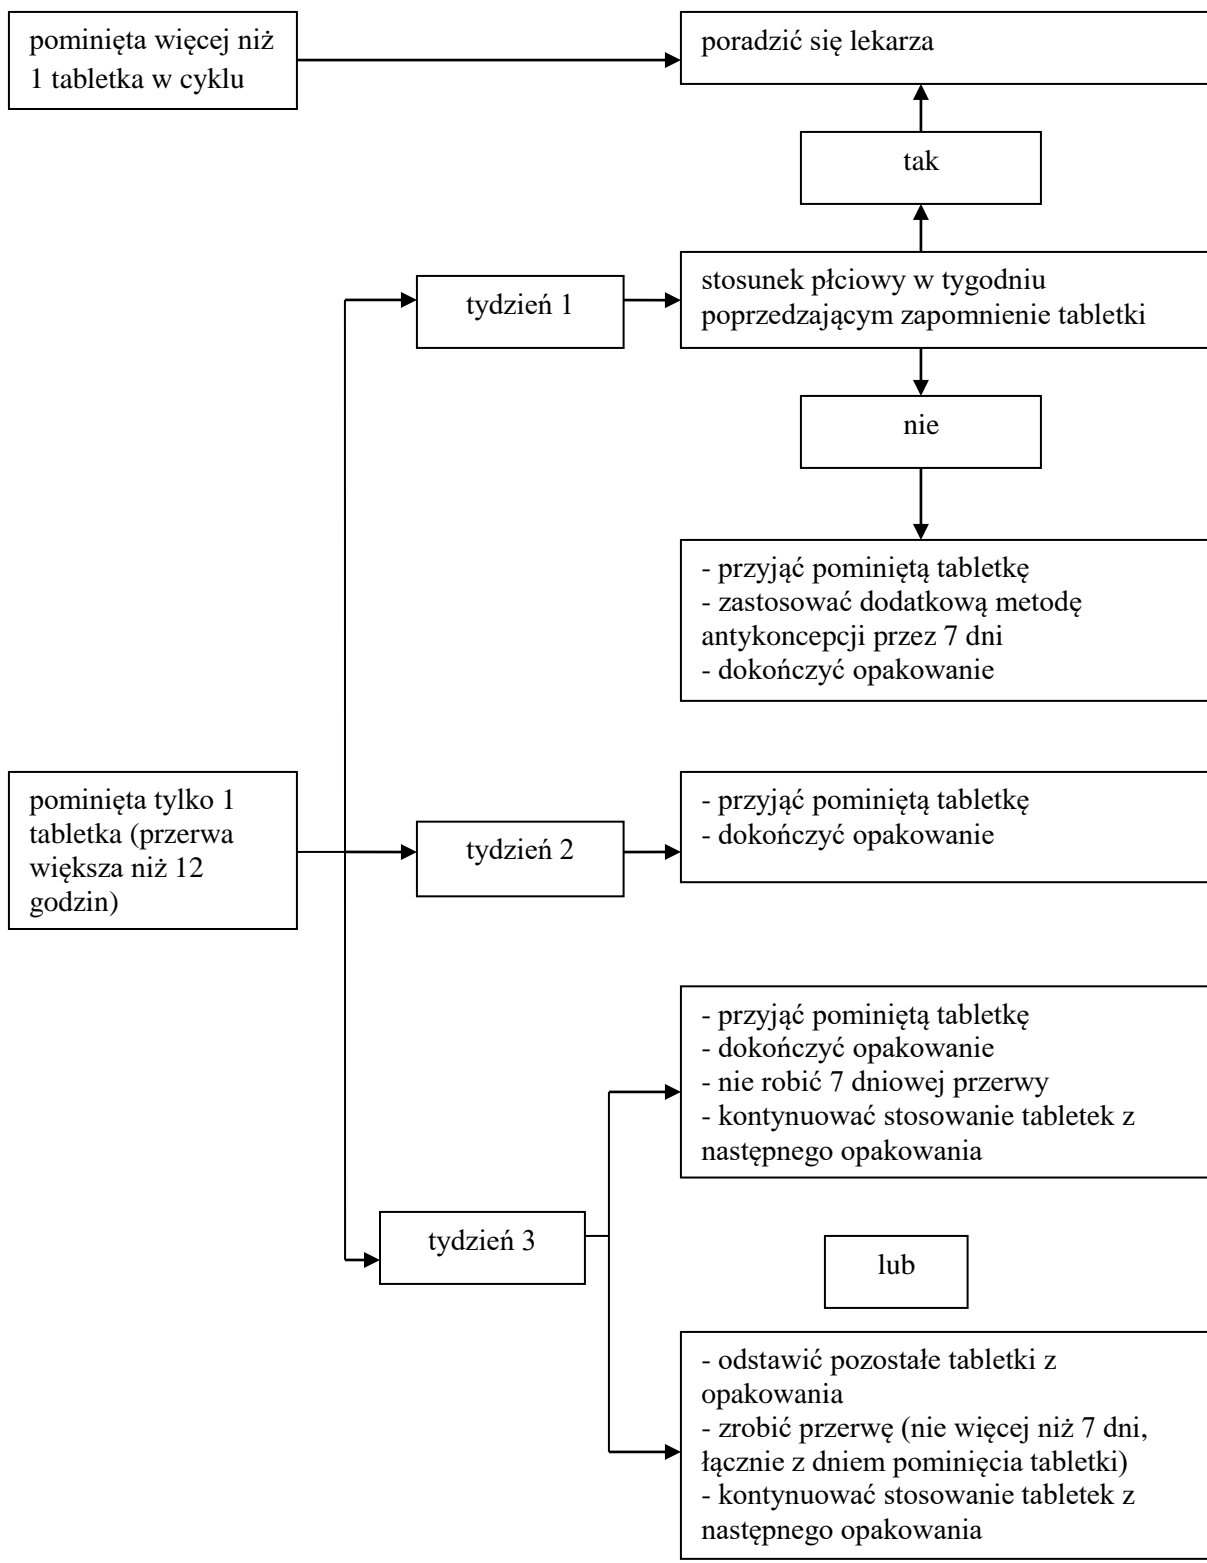 pominięta więcej niż
1 tabletka w cyklu
poradzić się lekarza
tak
tydzień 1
stosunek płciowy w tygodniu
poprzedzającym zapomnienie tabletki
nie
- przyjąć pominiętą tabletkę
- zastosować dodatkową metodę
antykoncepcji przez 7 dni
- dokończyć opakowanie
pominięta tylko 1
tabletka (przerwa
większa niż 12
godzin)
tydzień 2
- przyjąć pominiętą tabletkę
- dokończyć opakowanie
tydzień 3
- przyjąć pominiętą tabletkę
- dokończyć opakowanie
- nie robić 7 dniowej przerwy
- kontynuować stosowanie tabletek z
następnego opakowania
lub
- odstawić pozostałe tabletki z
opakowania
- zrobić przerwę (nie więcej niż 7 dni,
łącznie z dniem pominięcia tabletki)
- kontynuować stosowanie tabletek z
następnego opakowania